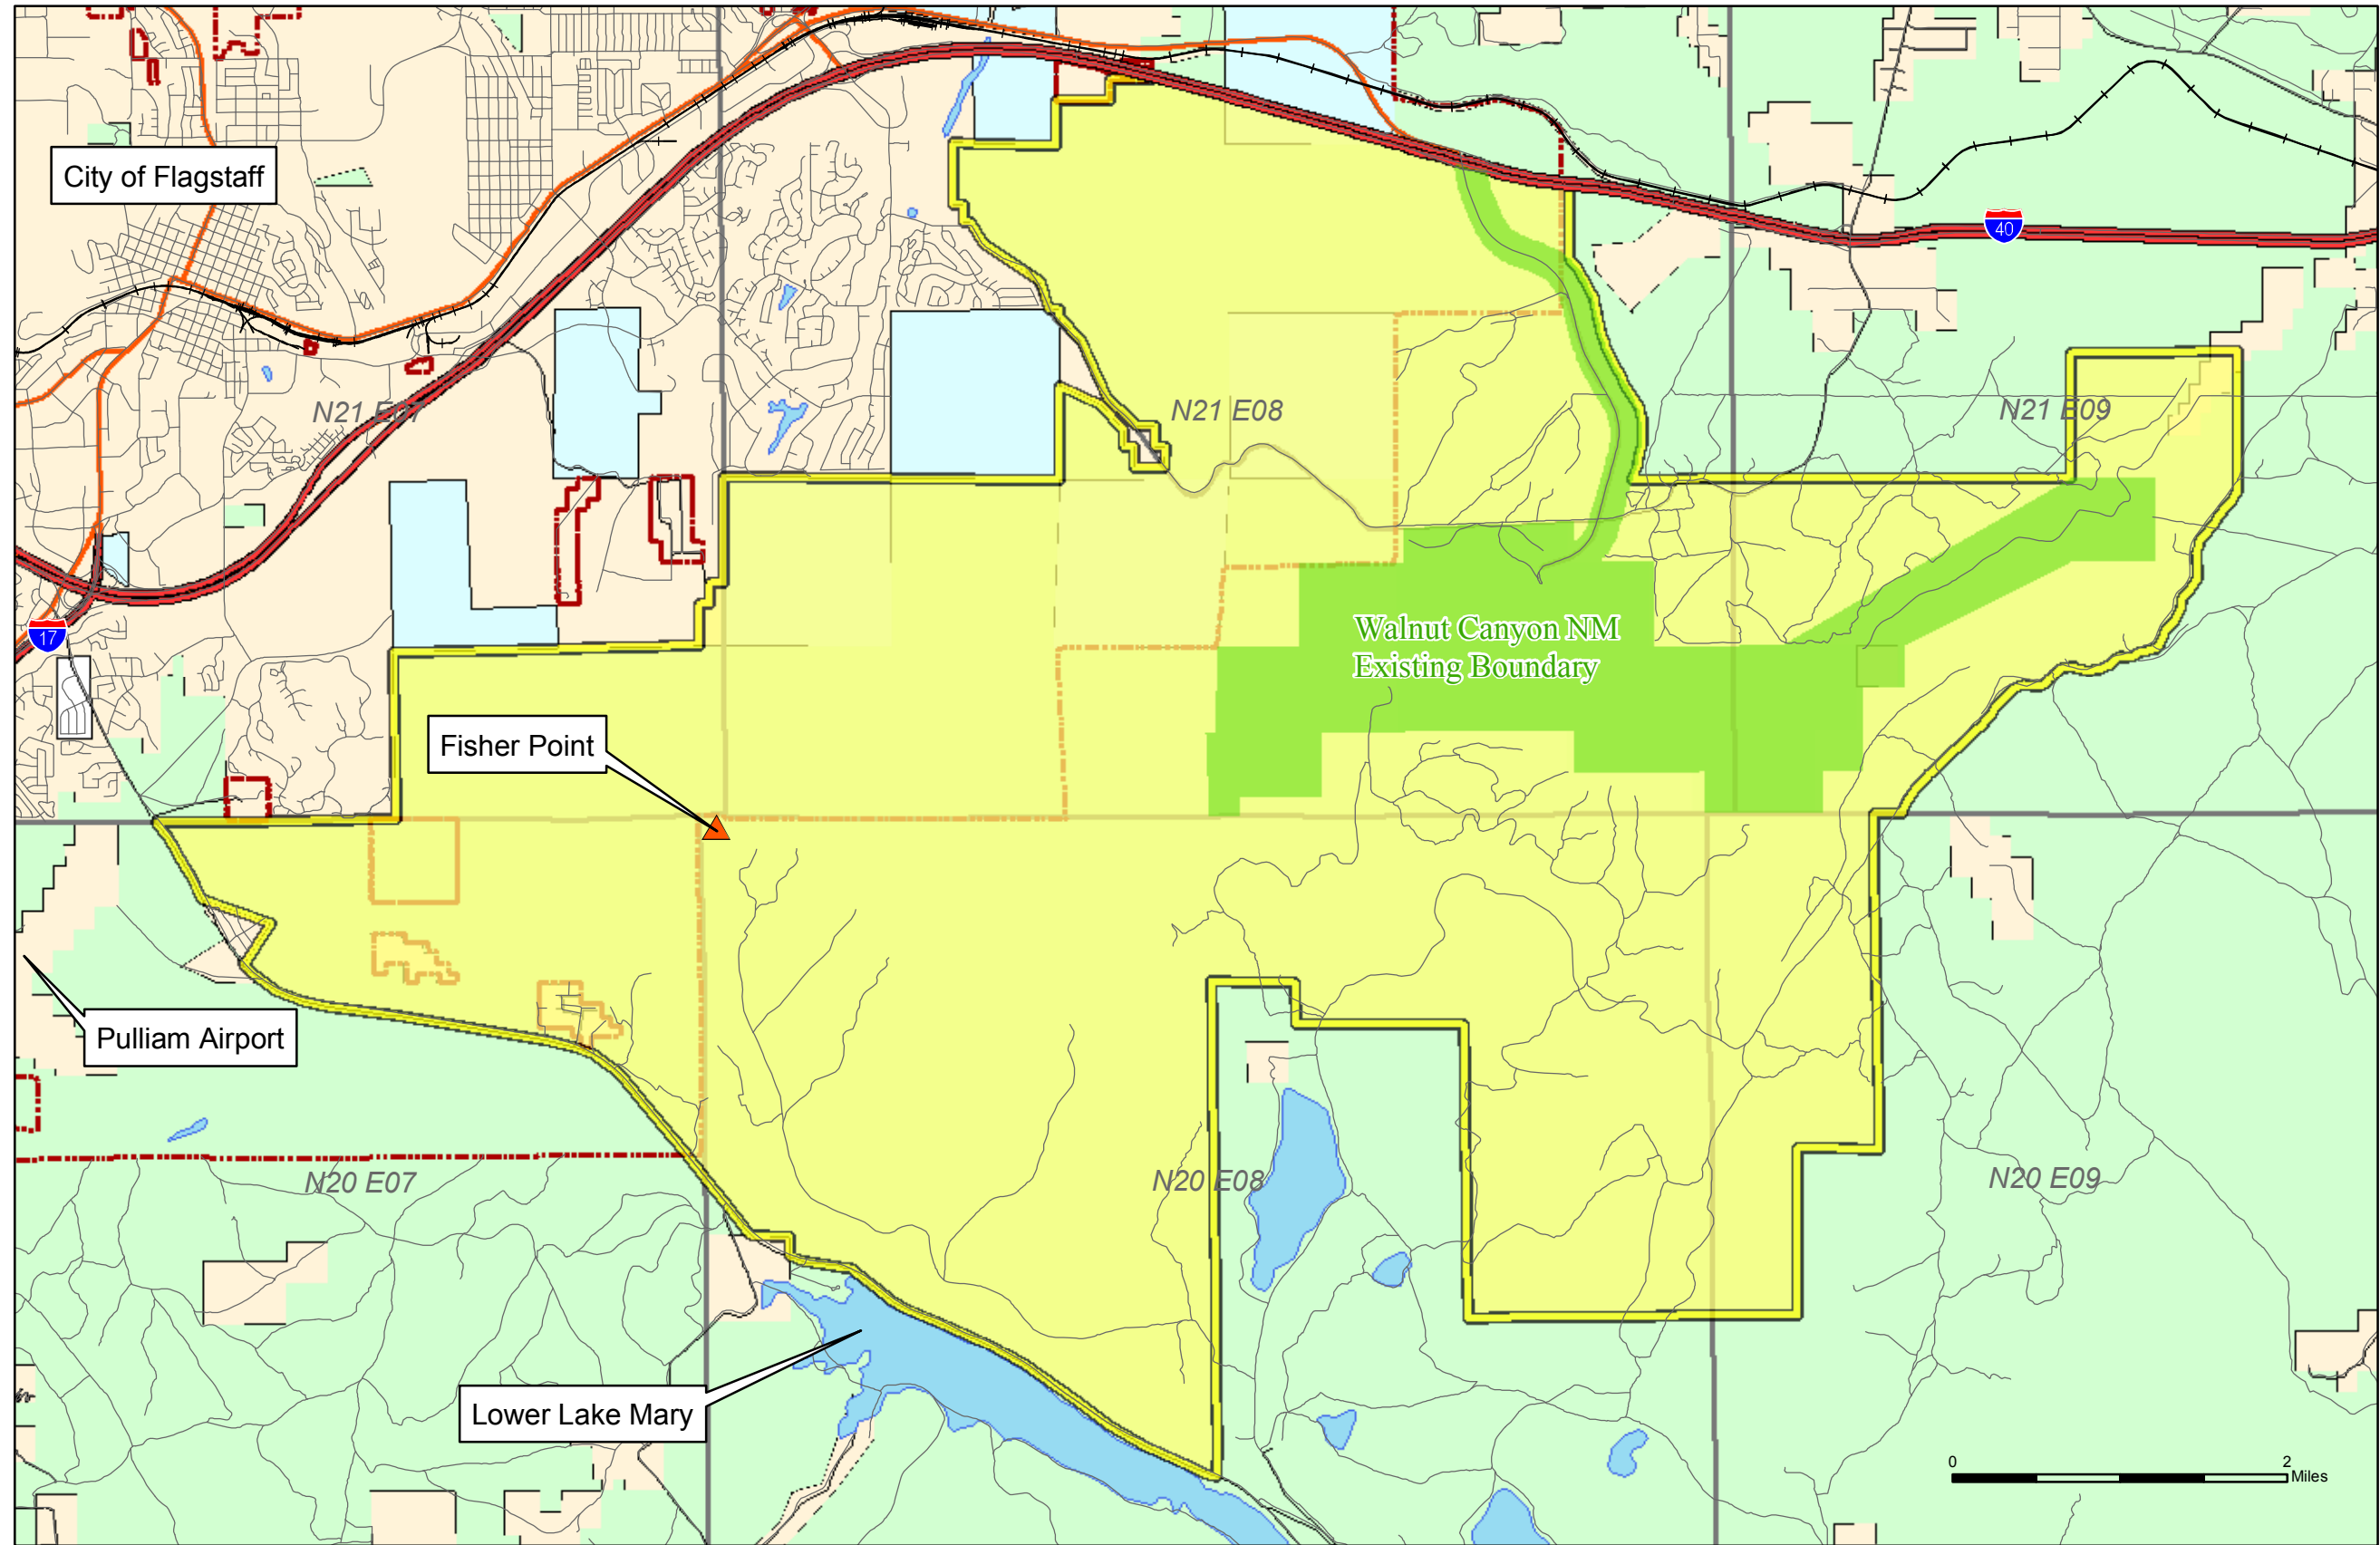 City of Flagstaff
40
N21 E07
N21 E08
N21 E09
17
Walnut Canyon NM
Existing Boundary
Fisher Point
Pulliam Airport
N20 E07
N20 E08
N20 E09
Lower Lake Mary
0 2
Miles